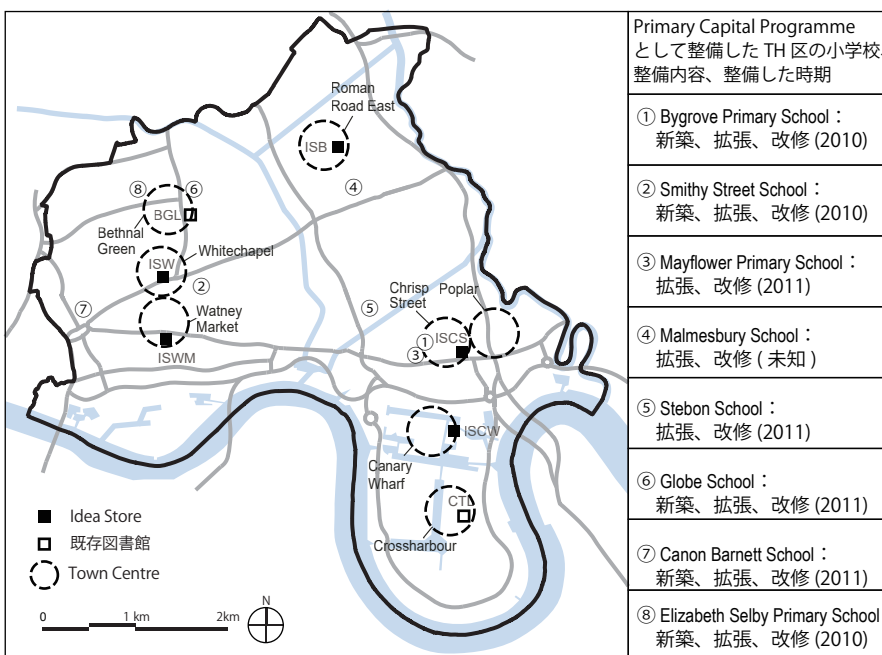 Roman
Road East
ISB
⑧
⑥
④
BGL
Bethnal
Green
Whitechapel
ISW
②
⑦
Watney
Market
ISWM
⑤
Chrisp
Street
Poplar
①
ISCS
③
ISCW
Canary
Wharf
CTL
Crossharbour
Idea Store
既存図書館
Town Centre
0
1 km
2km
N
Primary Capital Programme
として整備した TH 区の小学校、
整備内容、整備した時期
① Bygrove Primary School：
新築、拡張、改修 (2010)
② Smithy Street School：
新築、拡張、改修 (2010)
③ Mayflower Primary School：
拡張、改修 (2011)
④ Malmesbury School：
拡張、改修 ( 未知 )
⑤ Stebon School：
拡張、改修 (2011)
⑥ Globe School：
新築、拡張、改修 (2011)
⑦ Canon Barnett School：
新築、拡張、改修 (2011)
⑧ Elizabeth Selby Primary School
新築、拡張、改修 (2010)